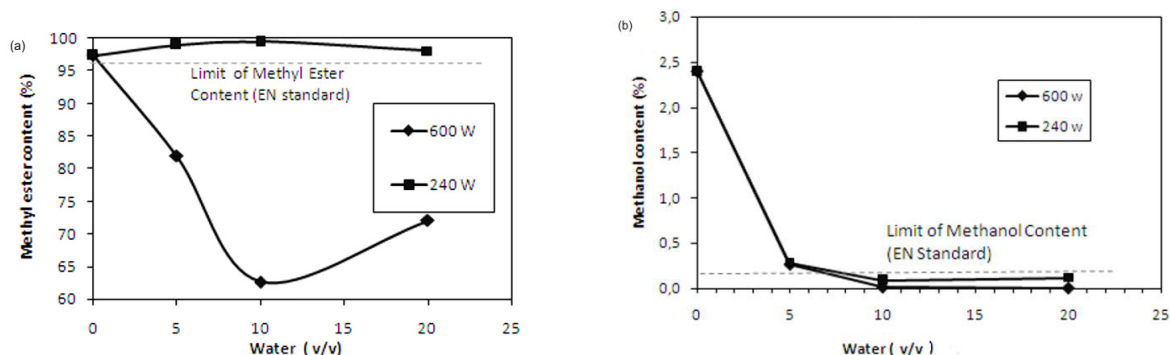 (a)
100
95
90
85
80
75
70
65
60
Methyl ester content (%)
Limit of Methyl Ester
Content (EN standard)
600 W
240 W
0 5 10 15 20 25
Water ( v/v)
(b)
3,0
2,5
2,0
1,5
1,0
0,5
0,0
Methanol content (%)
600 w
240 w
Limit of Methanol Content
(EN Standard)
0 5 10 15 20 25
Water ( v/v )